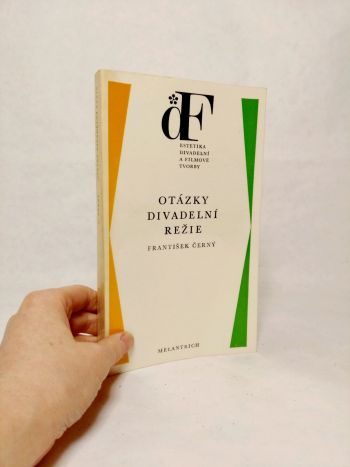 dF
ESTETIKA
DIVADELNÍ
A FILMOVÉ
TVORBY
OTÁZKY
DIVADELNÍ
REŽIE
FRANTIŠEK ČERNÝ
MELANTRICH